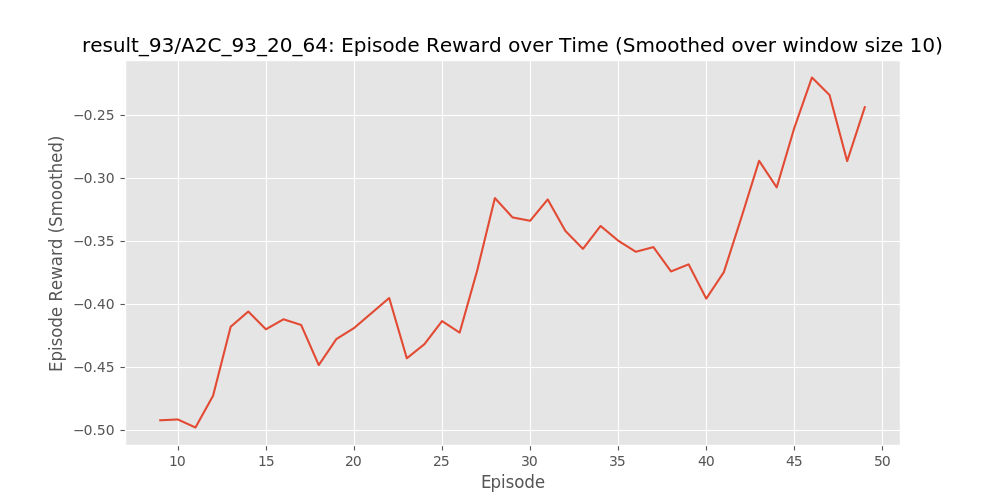 result_93/A2C_93_20_64: Episode Reward over Time (Smoothed over window size 10)
Episode Reward (Smoothed)
−0.25
−0.30
−0.35
−0.40
−0.45
−0.50
10 15 20 25 30 35 40 45 50
Episode